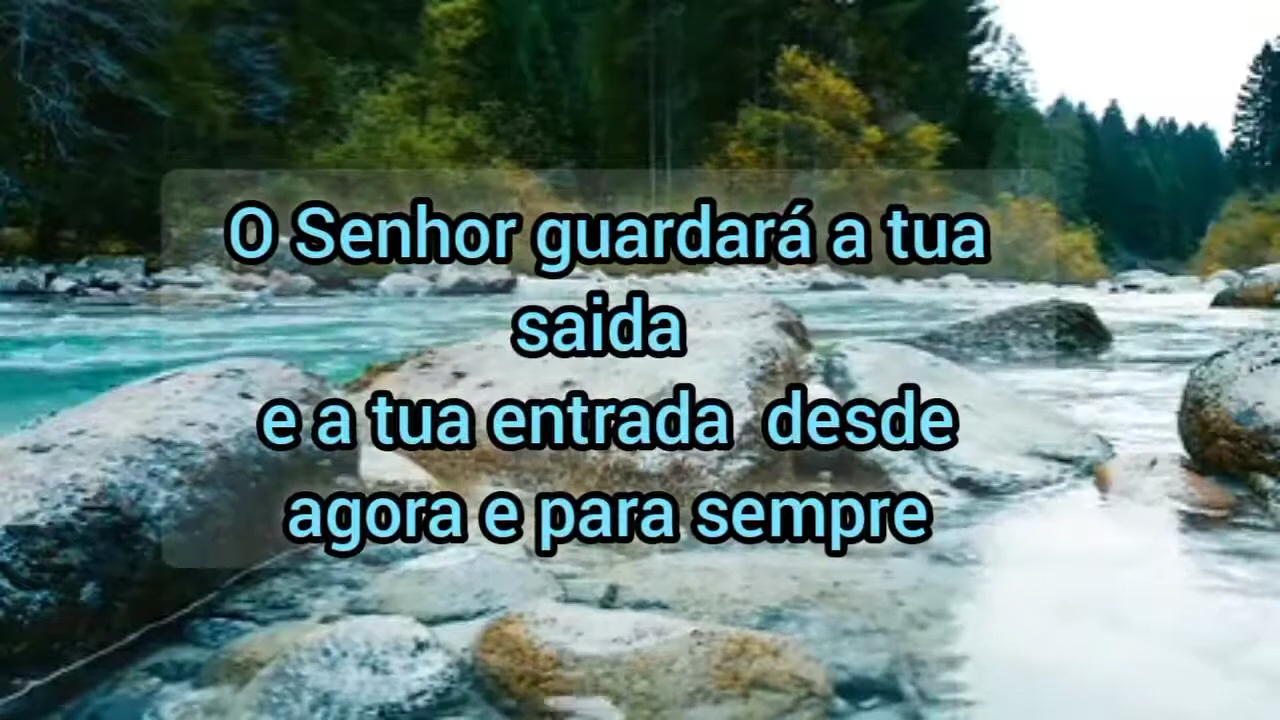 O Senhor guardará a tua
saida
e a tua entrada  desde
agora e para sempre